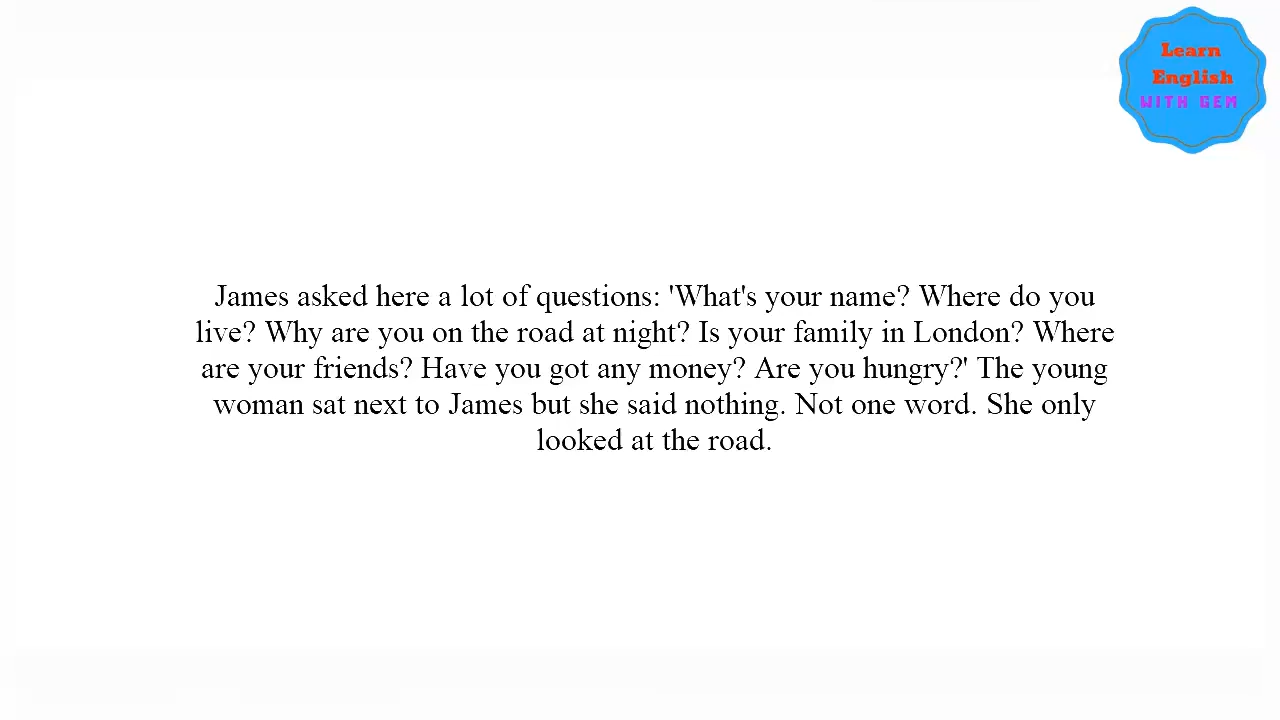 Learn
English
WITH GEM
James asked here a lot of questions: 'What's your name? Where do you
live? Why are you on the road at night? Is your family in London? Where
are your friends? Have you got any money? Are you hungry?' The young
woman sat next to James but she said nothing. Not one word. She only
looked at the road.